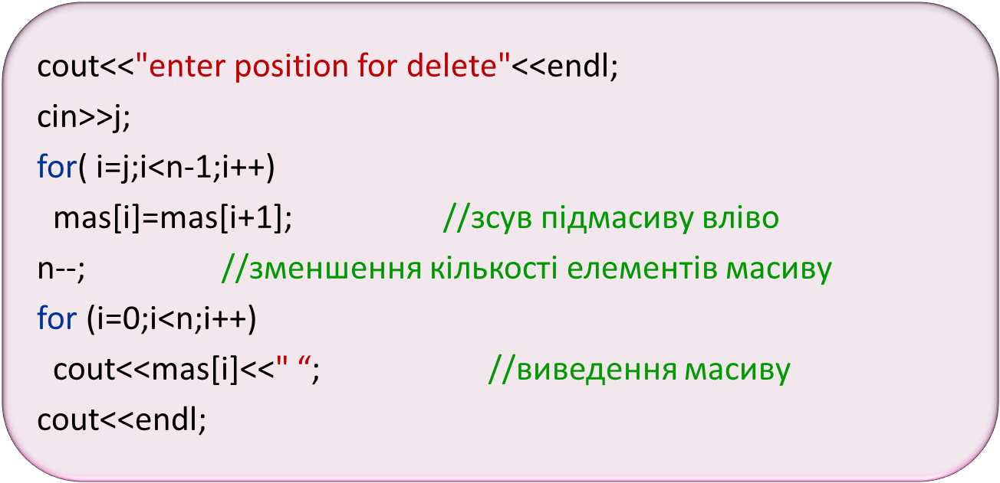 cout<<"enter position for delete"<<endl;
cin>>j;
for( i=j;i<n-1;i++)
mas[i]=mas[i+1]; //зсув підмасиву вліво
n--; //зменшення кількості елементів масиву
for (i=0;i<n;i++)
cout<<mas[i]<<" “; //виведення масиву
cout<<endl;